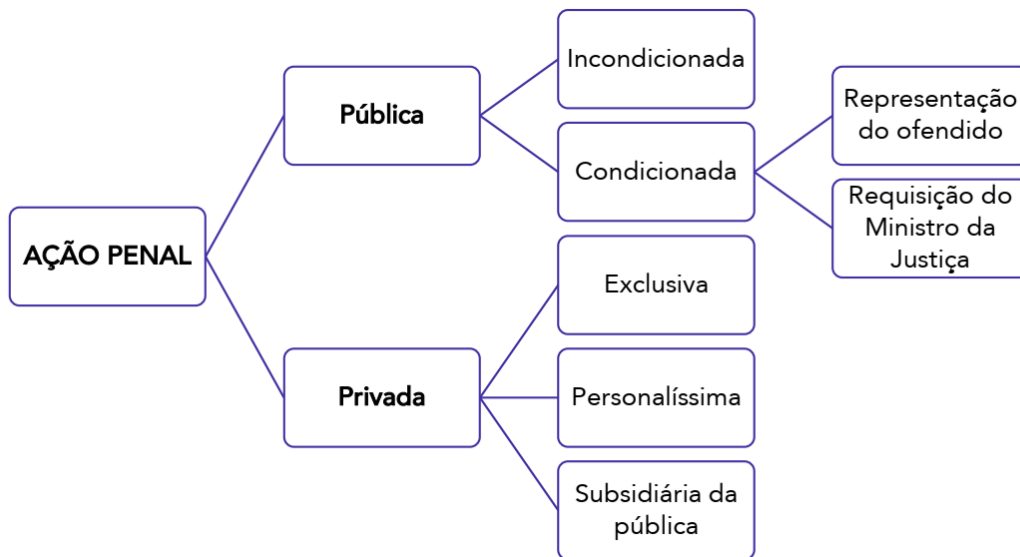 Incondicionada
Pública
Representação
do ofendido
Condicionada
Requisição do
Ministro da
Justiça
AÇÃO PENAL
Exclusiva
Privada
Personalíssima
Subsidiária da
pública